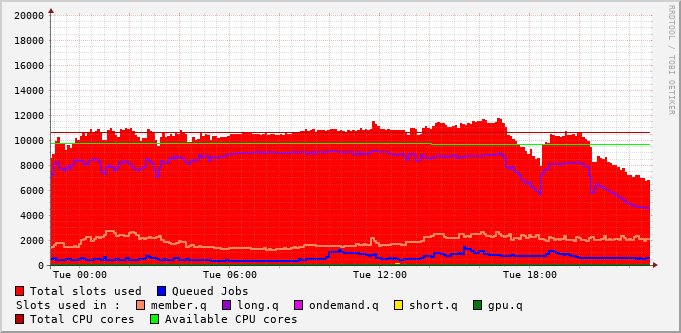 20000
18000
16000
14000
12000
10000
8000
6000
4000
2000
0
Tue 00:00 Tue 06:00 Tue 12:00 Tue 18:00
RRDTOOL / TOBI OETIKER
Total slots used Queued Jobs
Slots used in : member.q long.q ondemand.q short.q gpu.q
Total CPU cores Available CPU cores